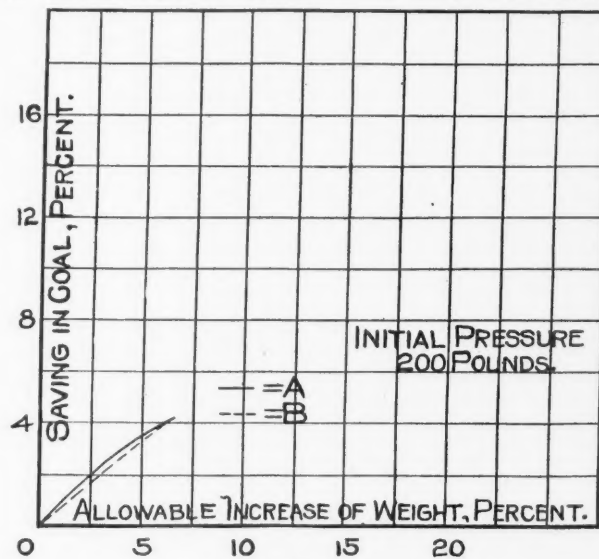 16
12
8
4
0
SAVING IN GOAL, PERCENT.
INITIAL PRESSURE
200 POUNDS.
=A
=B
ALLOWABLE INCREASE OF WEIGHT, PERCENT.
.5 10 15 20